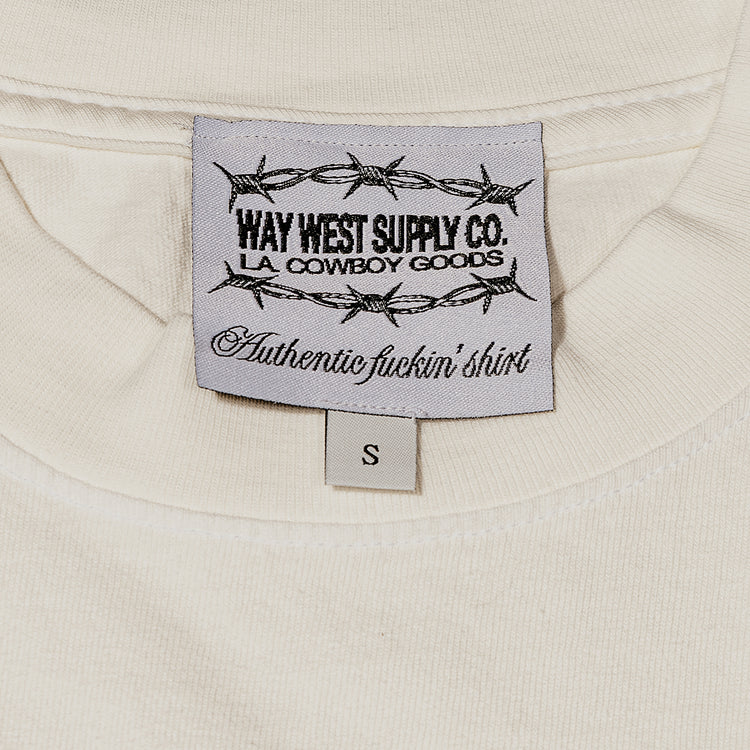 WAY WEST SUPPLY CO.
L.A. COWBOY GOODS
Authentic fuckin' shirt
S